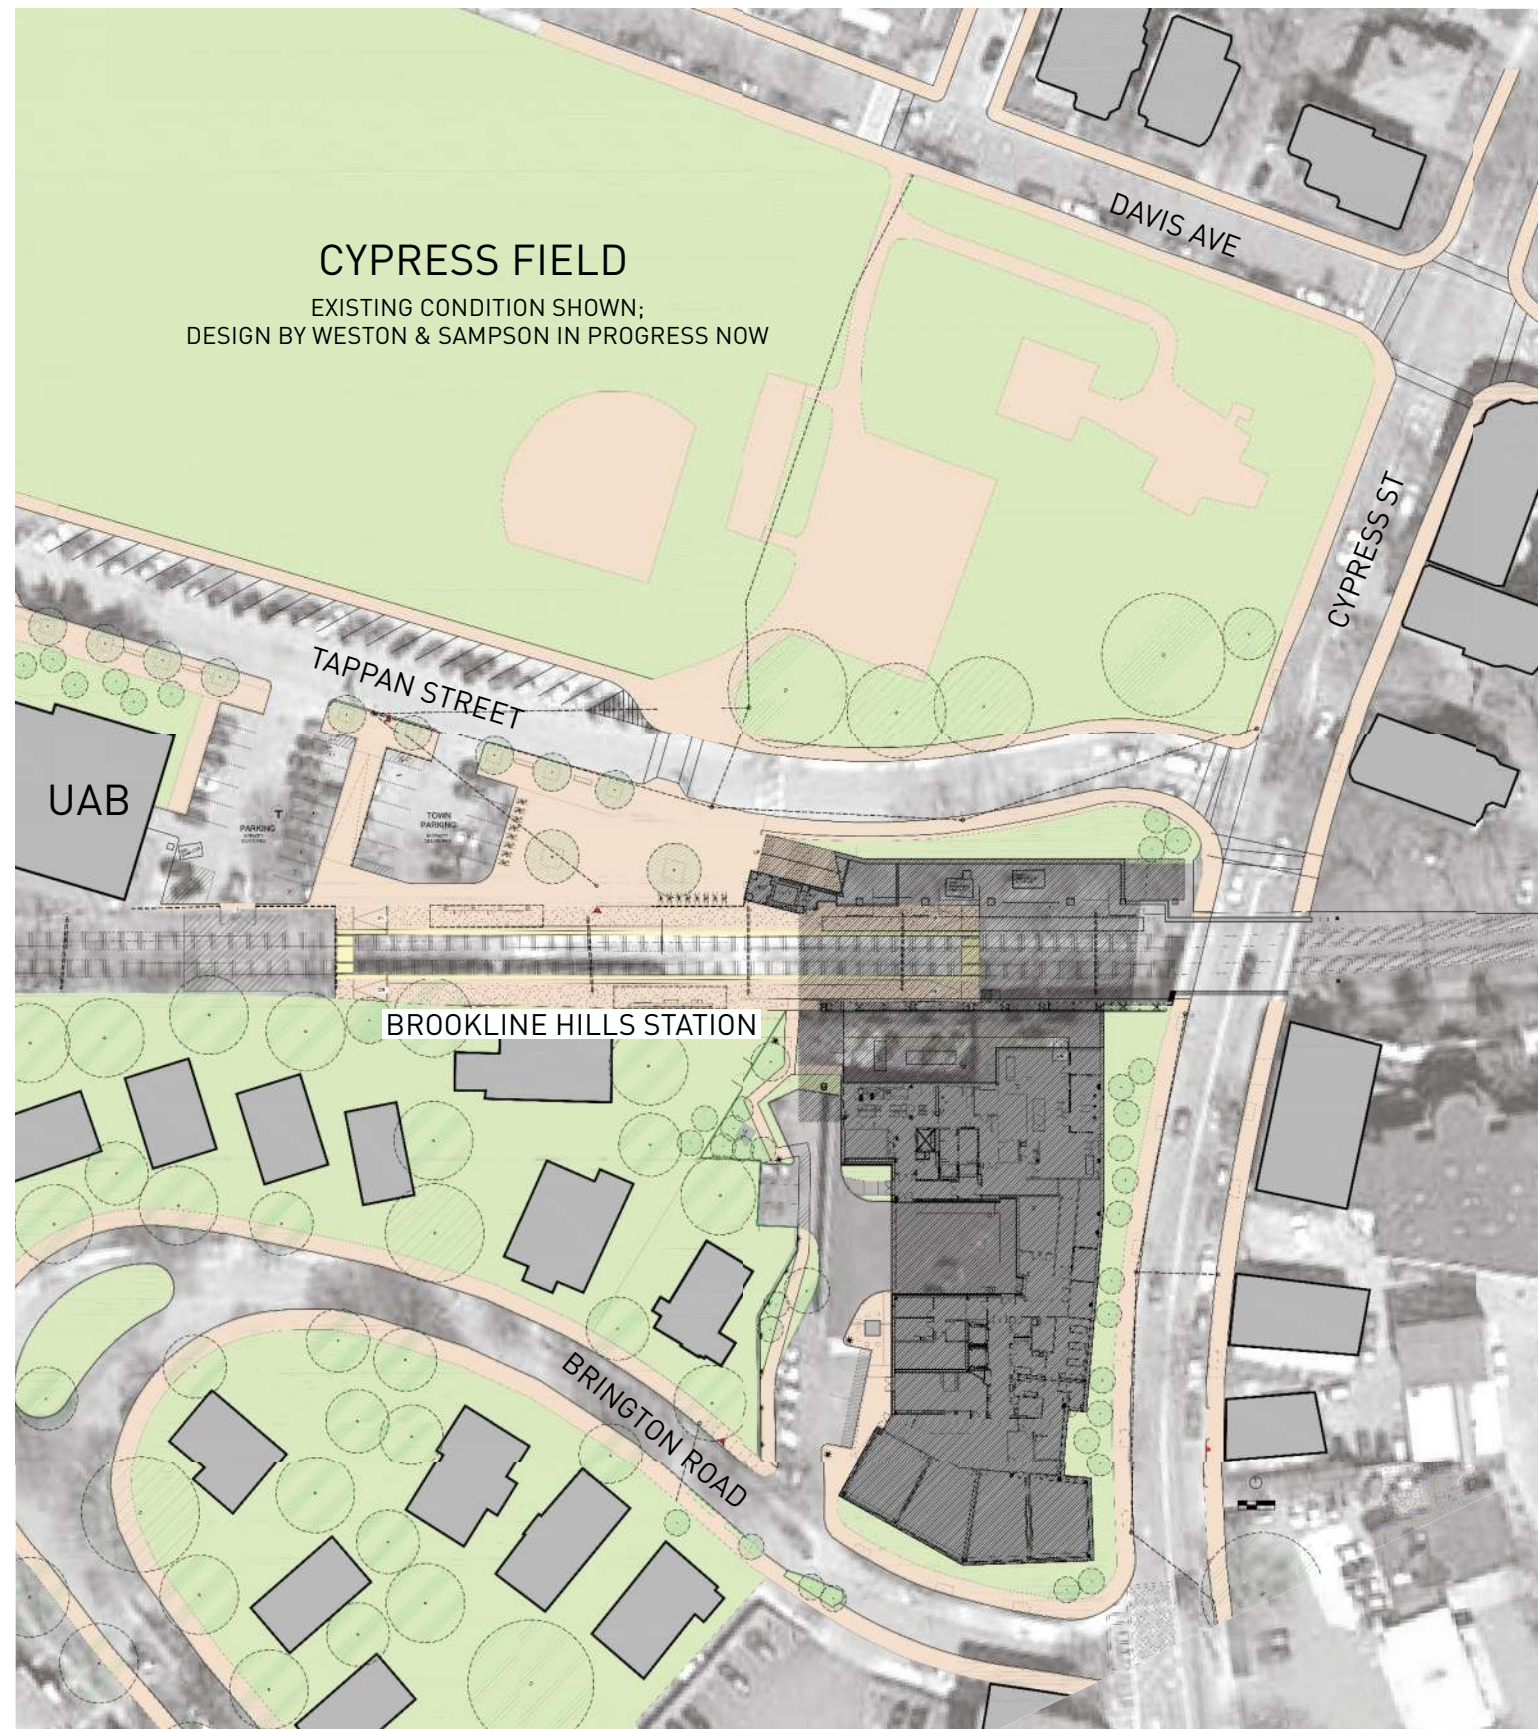 DAVIS AVE
CYPRESS FIELD
EXISTING CONDITION SHOWN;
DESIGN BY WESTON & SAMPSON IN PROGRESS NOW
CYPRESS ST
TAPPAN STREET
UAB
T
PARKING
TOWN
PARKING
BROOKLINE HILLS STATION
BRINGTON ROAD